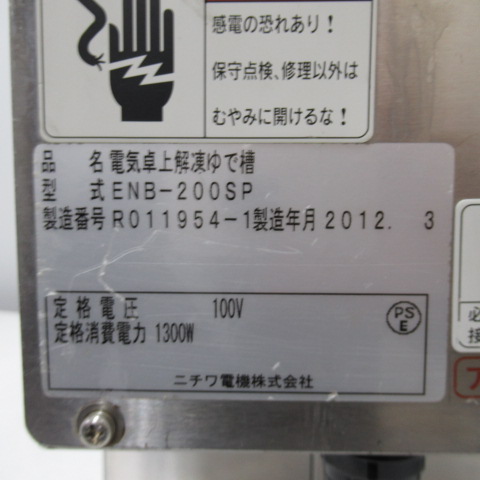 感電の恐れあり!
保守点検、修理以外は
むやみに開けるな!
品 名 電気卓上解凍ゆで槽
型 式 ENB-200SP
製造番号 R011954-1 製造年月 2012. 3
定格電圧 100V
定格消費電力 1300W
PS
E
ニチワ電機株式会社
必
接
ア